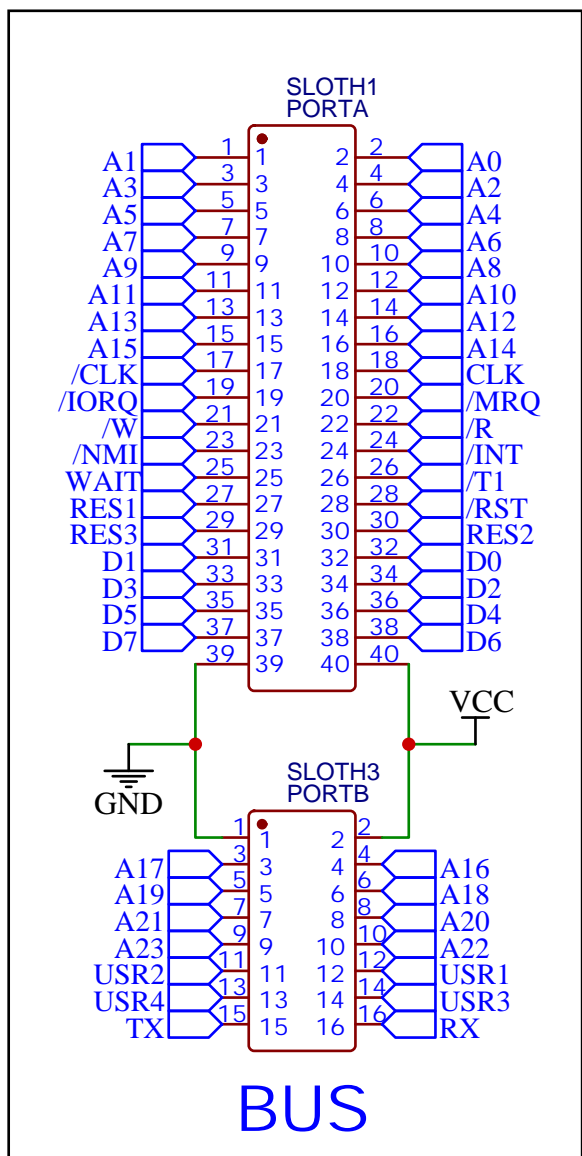 SLOTH1
PORTA
A1 1 1 2 2 A0
A3 3 3 4 4 A2
A5 5 5 6 6 A4
A7 7 7 8 8 A6
A9 9 9 10 10 A8
A11 11 11 12 12 A10
A13 13 13 14 14 A12
A15 15 15 16 16 A14
/CLK 17 17 18 18 CLK
/IORQ 19 19 20 20 /MRQ
/W 21 21 22 22 /R
/NMI 23 23 24 24 /INT
WAIT 25 25 26 26 /T1
RES1 27 27 28 28 /RST
RES3 29 29 30 30 RES2
D1 31 31 32 32 D0
D3 33 33 34 34 D2
D5 35 35 36 36 D4
D7 37 37 38 38 D6
39 39 40 40
VCC
GND
SLOTH3
PORTB
1 1 2 2
A17 3 3 4 4 A16
A19 5 5 6 6 A18
A21 7 7 8 8 A20
A23 9 9 10 10 A22
USR2 11 11 12 12 USR1
USR4 13 13 14 14 USR3
TX 15 15 16 16 RX
BUS